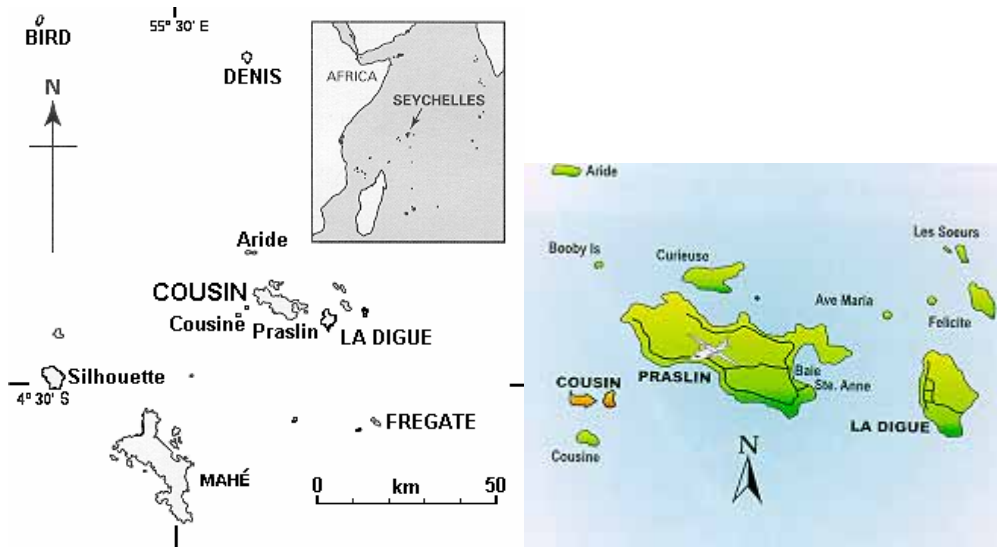 55° 30' E
BIRD
DENIS
N
AFRICA
SEYCHELLES
Aride
COUSIN
Cousine
Praslin
LA DIGUE
Silhouette
4° 30' S
FREGATE
MAHÉ
0 km 50
Aride
Booby Is
Curieuse
Les Soeurs
Ave Maria
Felicite
COUSIN
PRASLIN
Baie
Ste. Anne
LA DIGUE
Cousine
N